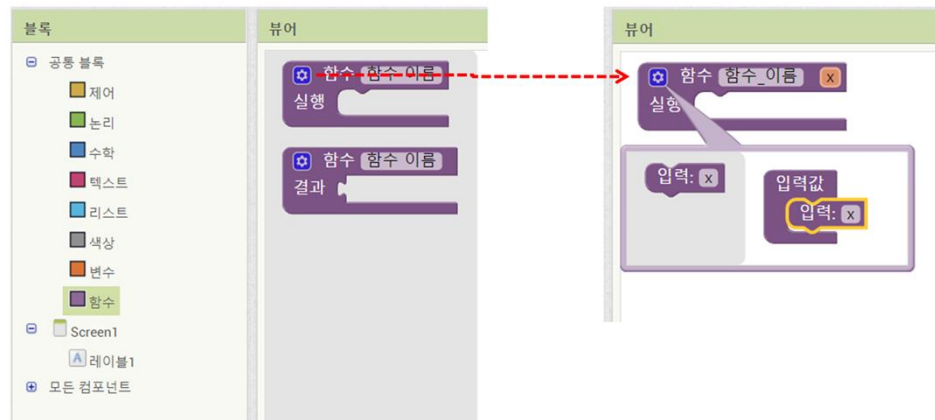 블록
공통 블록
제어
논리
수학
텍스트
리스트
색상
변수
함수
Screen1
레이블1
모든 컴포넌트
뷰어
함수 함수 이름
실행
함수 함수 이름
결과
뷰어
함수 함수_이름 x
실행
입력: x
입력값
입력: x